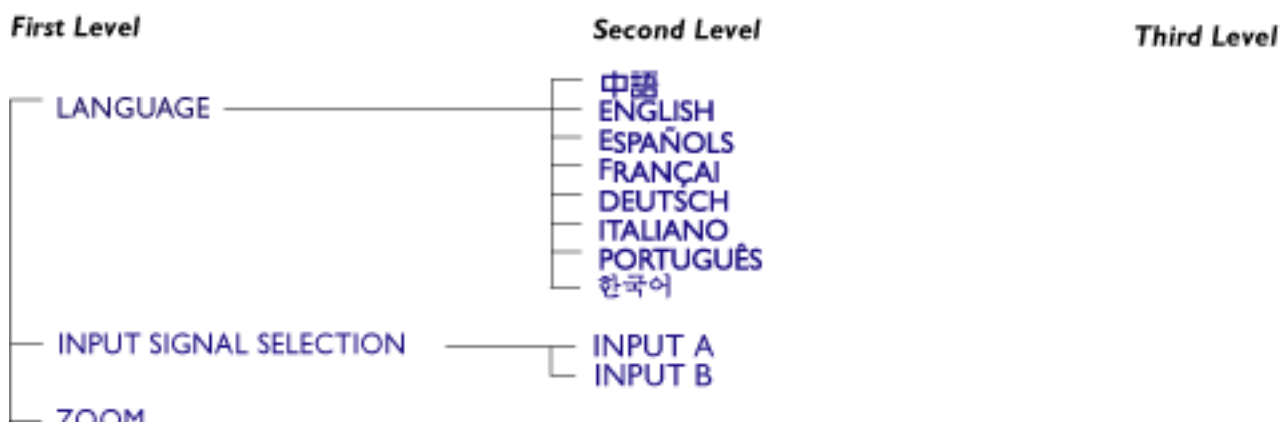 First Level Second Level Third Level
LANGUAGE
中語
ENGLISH
ESPAÑOLS
FRANÇAI
DEUTSCH
ITALIANO
PORTUGUÊS
한국어
INPUT SIGNAL SELECTION INPUT A
INPUT B
ZOOM